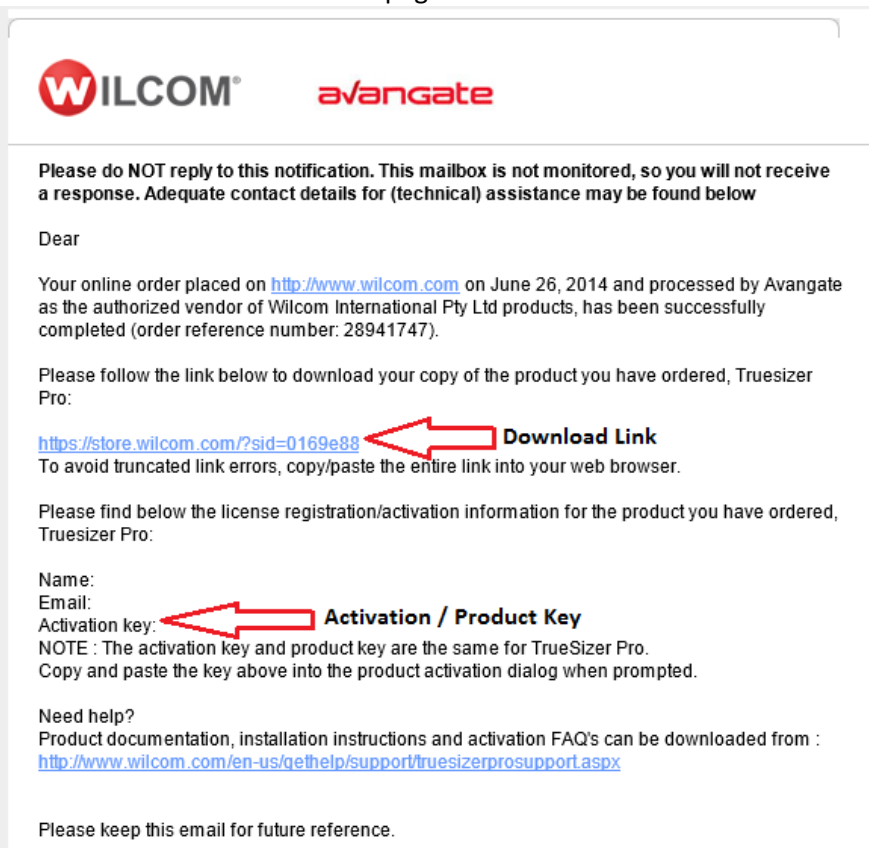 WILCOM®
avangate
Please do NOT reply to this notification. This mailbox is not monitored, so you will not receive
a response. Adequate contact details for (technical) assistance may be found below
Dear
Your online order placed on http://www.wilcom.com on June 26, 2014 and processed by Avangate
as the authorized vendor of Wilcom International Pty Ltd products, has been successfully
completed (order reference number: 28941747).
Please follow the link below to download your copy of the product you have ordered, Truesizer
Pro:
https://store.wilcom.com/?sid=0169e88 Download Link
To avoid truncated link errors, copy/paste the entire link into your web browser.
Please find below the license registration/activation information for the product you have ordered,
Truesizer Pro:
Name:
Email:
Activation key: Activation / Product Key
NOTE : The activation key and product key are the same for TrueSizer Pro.
Copy and paste the key above into the product activation dialog when prompted.
Need help?
Product documentation, installation instructions and activation FAQ's can be downloaded from :
http://www.wilcom.com/en-us/gethelp/support/truesizerprosupport.aspx
Please keep this email for future reference.